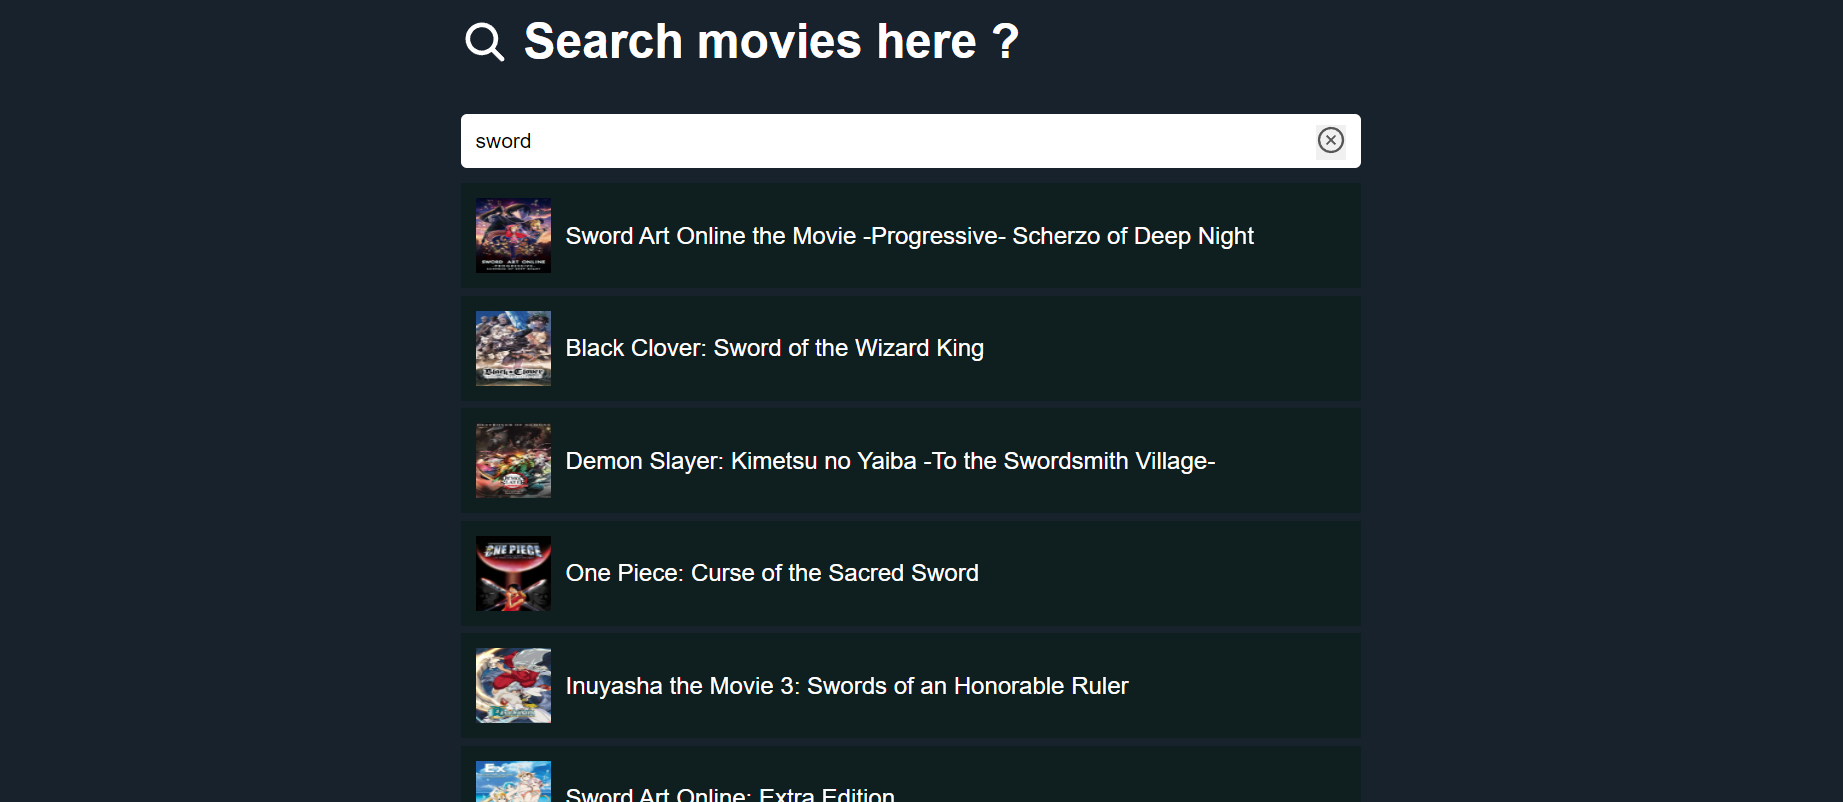 Search movies here ?
sword
SWORD ART ONLINE
Sword Art Online the Movie -Progressive- Scherzo of Deep Night
Black Clover: Sword of the Wizard King
Black Clover
Demon Slayer: Kimetsu no Yaiba -To the Swordsmith Village-
ONE PIECE
One Piece: Curse of the Sacred Sword
Inuyasha the Movie 3: Swords of an Honorable Ruler
Ex
Sword Art Online: Extra Edition